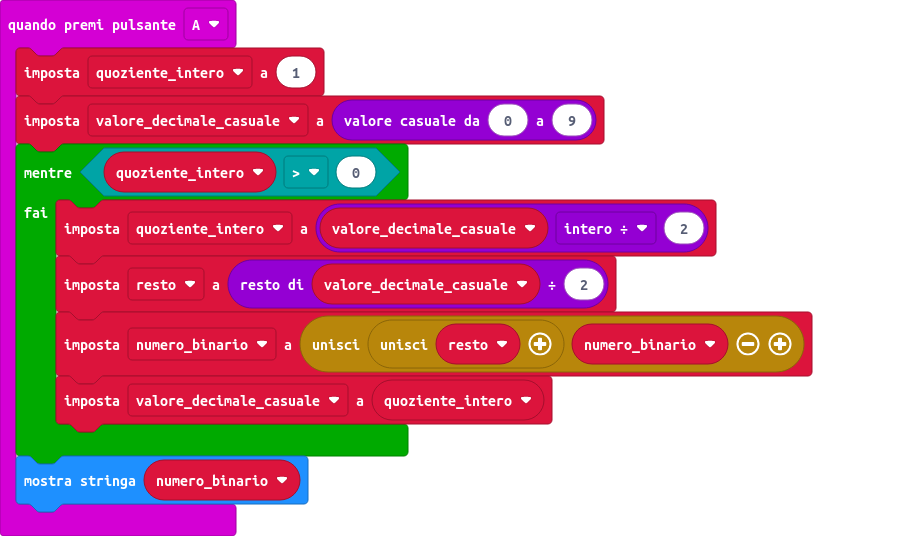 quando premi pulsante A
imposta quoziente_intero a 1
imposta valore_decimale_casuale a valore casuale da 0 a 9
mentre quoziente_intero > 0
fai
imposta quoziente_intero a valore_decimale_casuale intero ÷ 2
imposta resto a resto di valore_decimale_casuale ÷ 2
imposta numero_binario a unisci unisci resto numero_binario
imposta valore_decimale_casuale a quoziente_intero
mostra stringa numero_binario